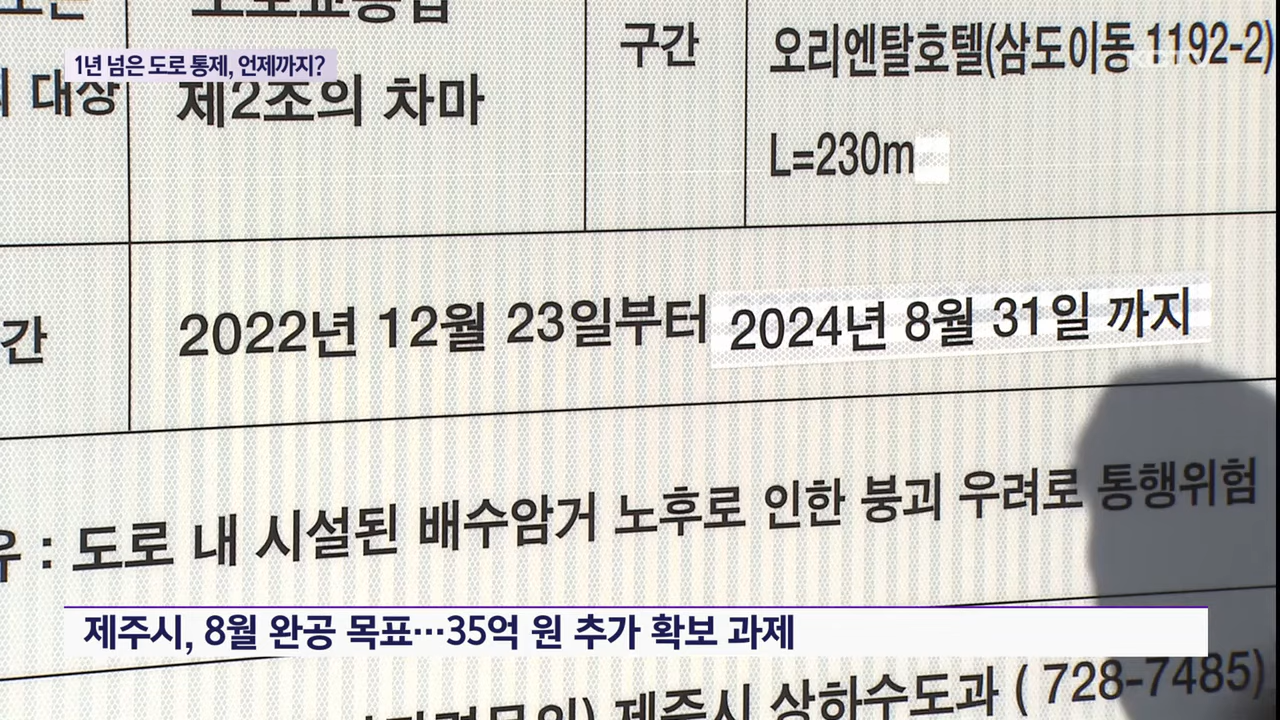 1년 넘은 도로 통제, 언제까지?
대상
제2조의 차마
구간
오리엔탈호텔(삼도이동 1192-2)
L=230m
간
2022년 12월 23일부터 2024년 8월 31일 까지
유 : 도로 내 시설된 배수암거 노후로 인한 붕괴 우려로 통행위험
제주시, 8월 완공 목표…35억 원 추가 확보 과제
제주시 상하수도과 ( 728-7485)